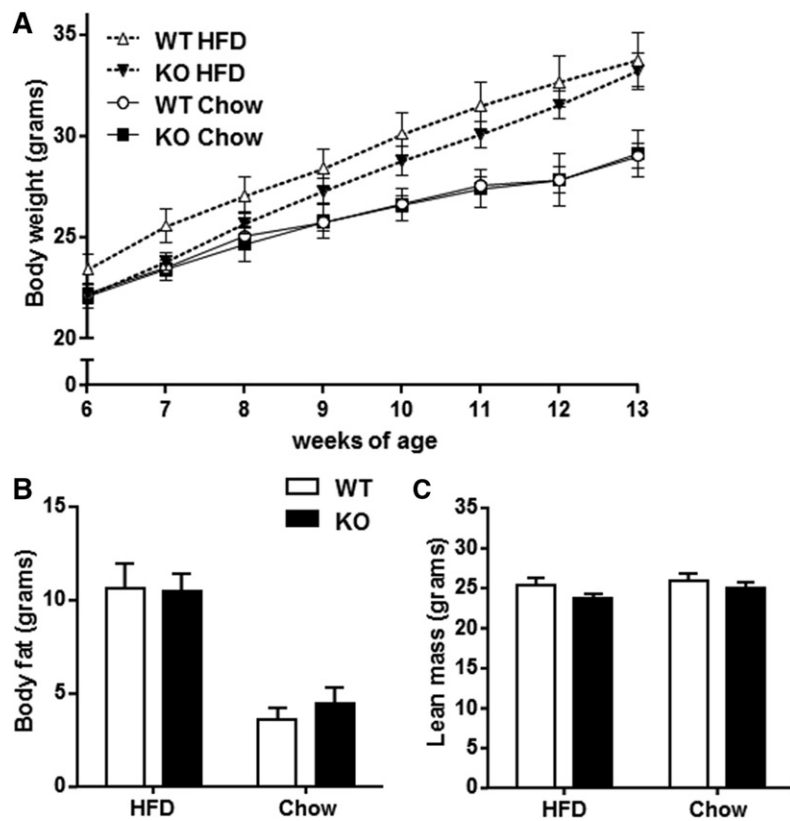 A
WT HFD
KO HFD
WT Chow
KO Chow
Body weight (grams)
35
30
25
20
0
6 7 8 9 10 11 12 13
weeks of age
B
WT
KO
Body fat (grams)
15
10
5
0
HFD Chow
C
Lean mass (grams)
35
30
25
20
15
10
5
0
HFD Chow